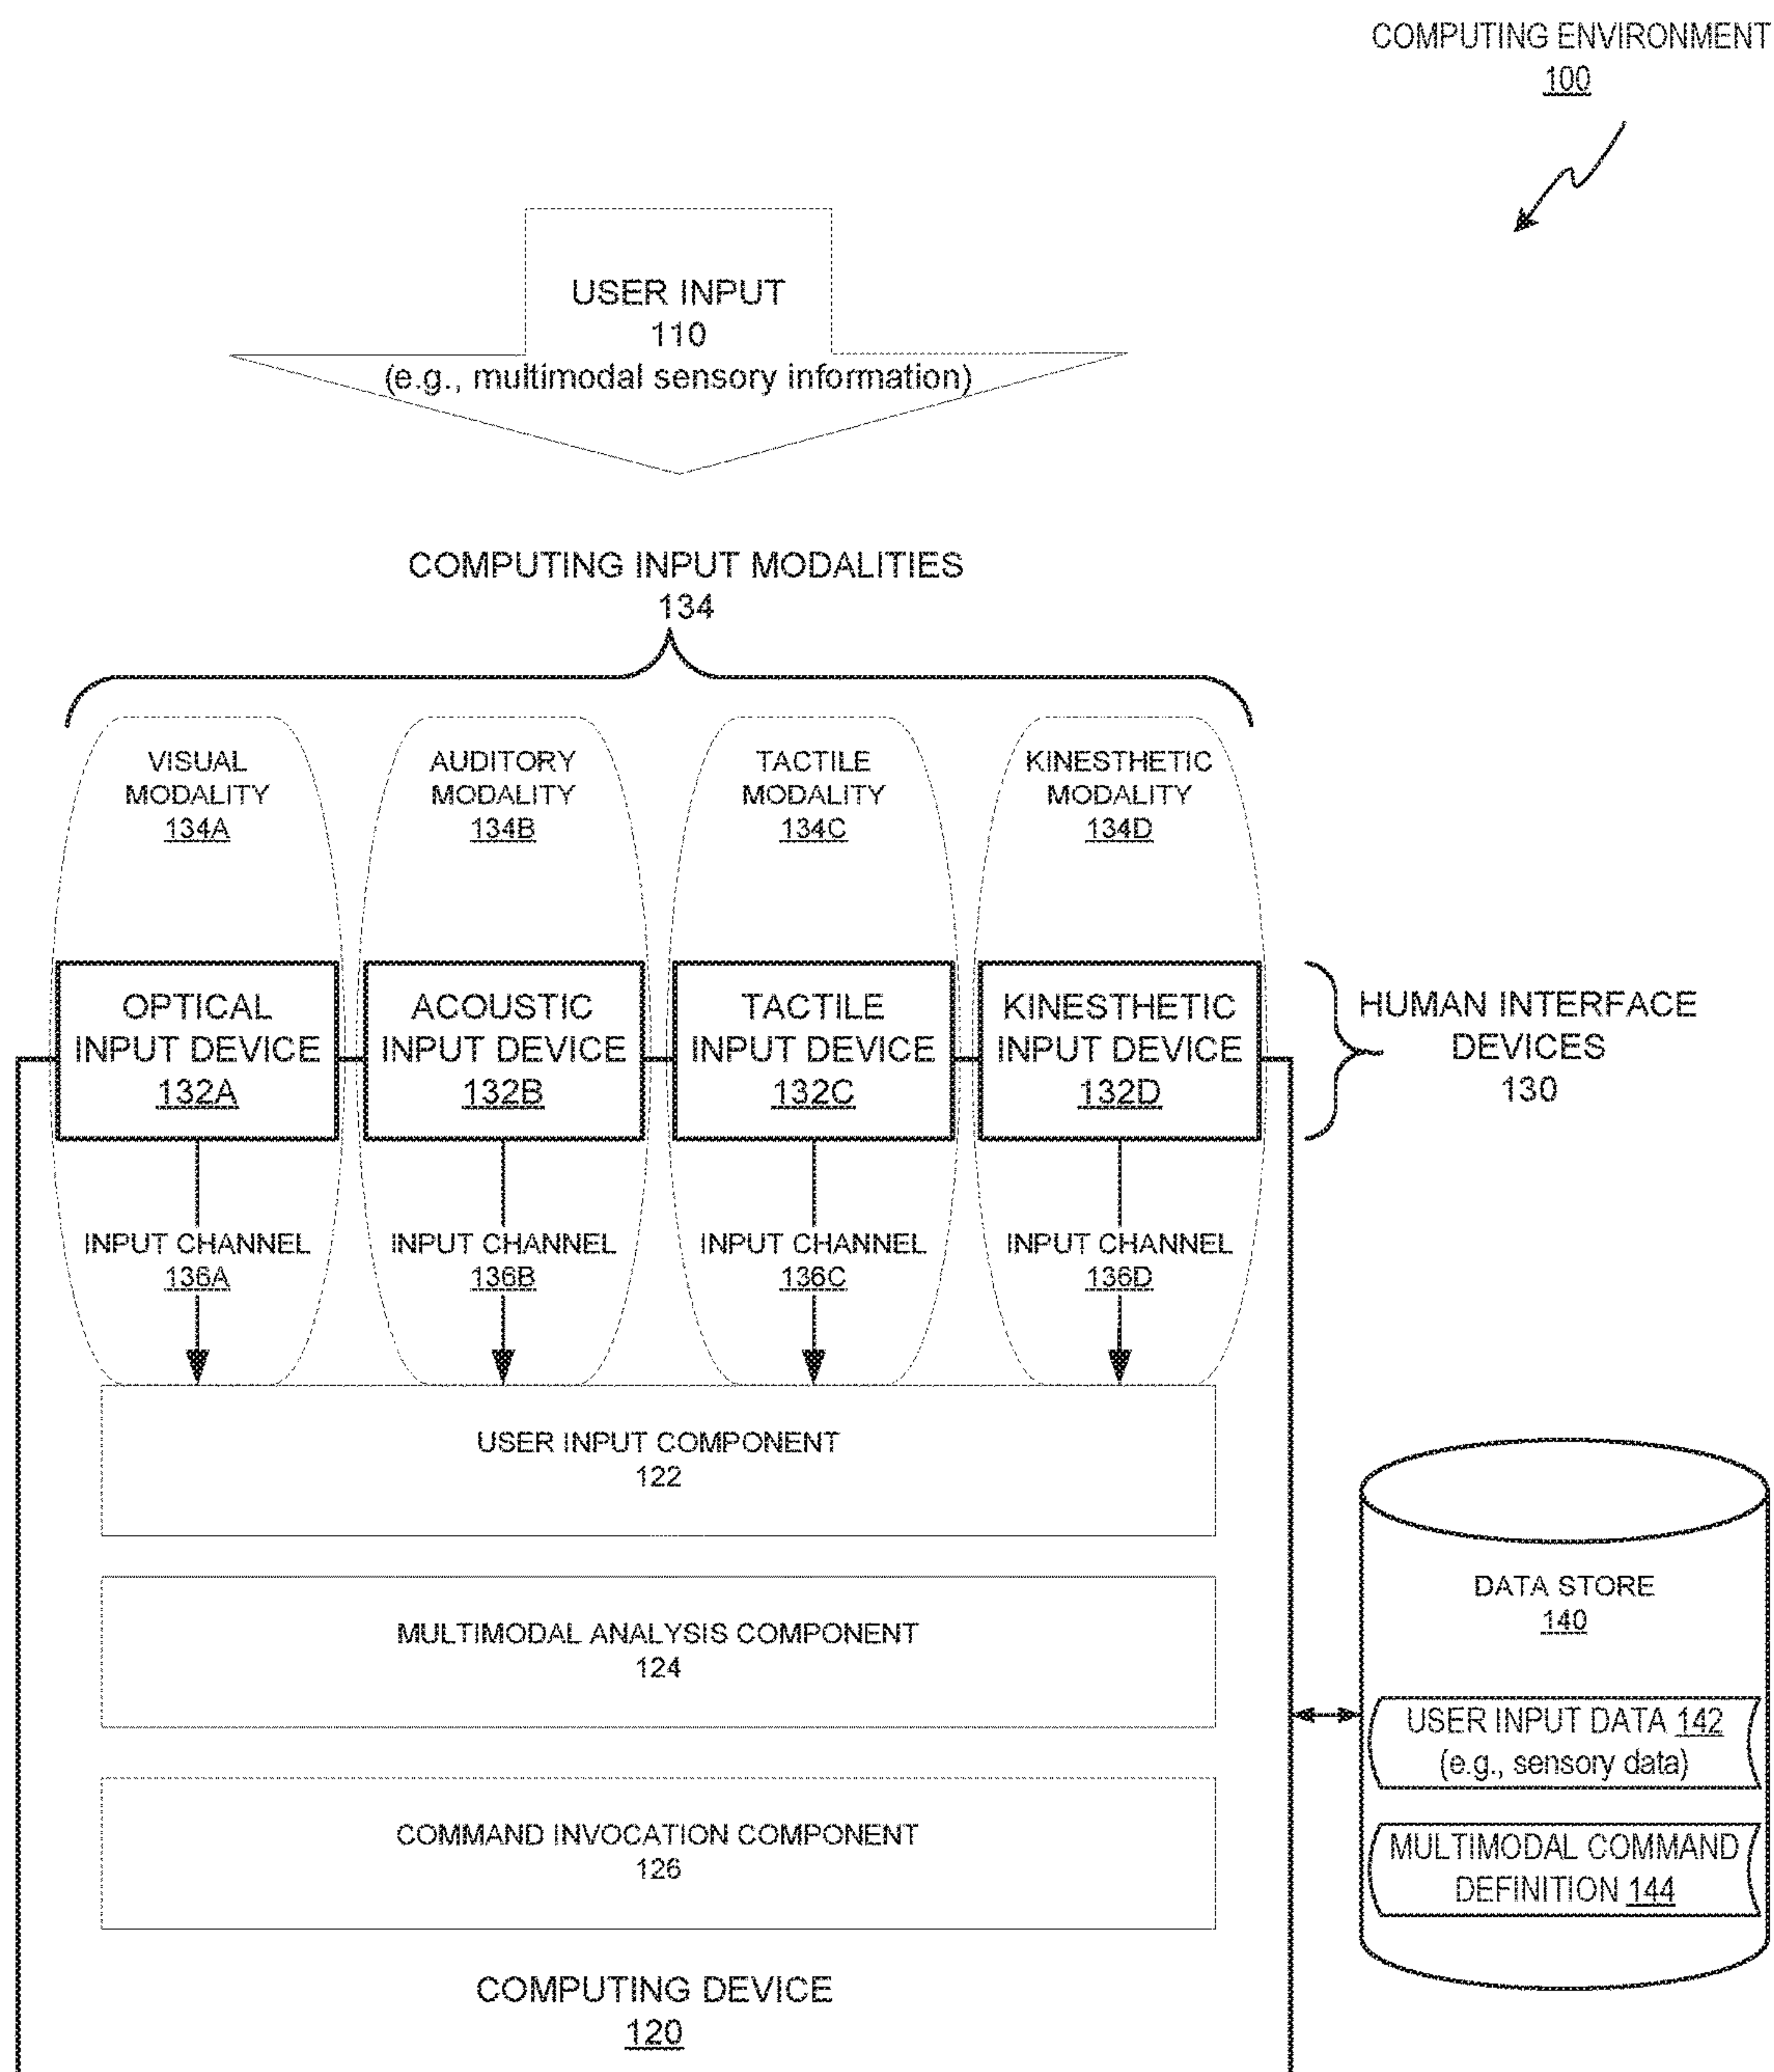 COMPUTING ENVIRONMENT
100
USER INPUT
110
(e.g., multimodal sensory information)
COMPUTING INPUT MODALITIES
134
VISUAL
MODALITY
134A
AUDITORY
MODALITY
134B
TACTILE
MODALITY
134C
KINESTHETIC
MODALITY
134D
OPTICAL
INPUT DEVICE
132A
ACOUSTIC
INPUT DEVICE
132B
TACTILE
INPUT DEVICE
132C
KINESTHETIC
INPUT DEVICE
132D
HUMAN INTERFACE
DEVICES
130
INPUT CHANNEL
136A
INPUT CHANNEL
136B
INPUT CHANNEL
136C
INPUT CHANNEL
136D
USER INPUT COMPONENT
122
MULTIMODAL ANALYSIS COMPONENT
124
COMMAND INVOCATION COMPONENT
126
COMPUTING DEVICE
120
DATA STORE
140
USER INPUT DATA 142
(e.g., sensory data)
MULTIMODAL COMMAND
DEFINITION 144